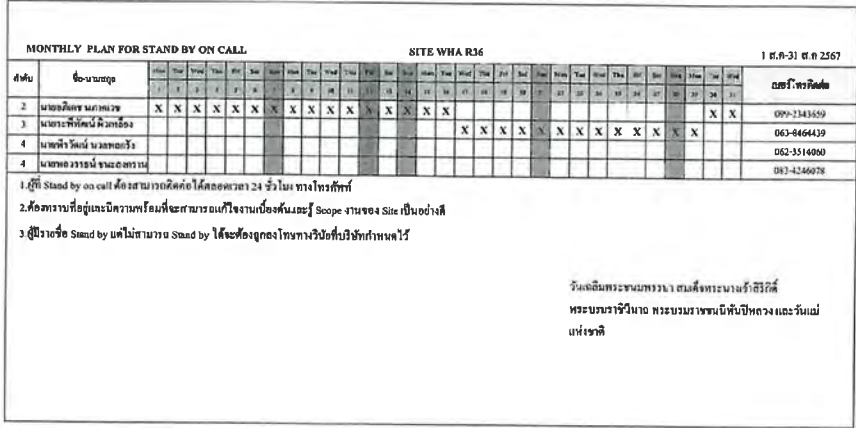 MONTHLY PLAN FOR STAND BY ON CALL SITE WHA R36 1 ส.ค-31 ส.ค 2567
ลำดับ ชื่อ-นามสกุล Mon Tue Wed Thu Fri Sat Sun Mon Tue Wed Thu Fri Sat Sun Mon Tue Wed Thu Fri Sat Sun Mon Tue Wed Thu Fri Sat Sun Mon Tue Wed เบอร์โทรติดต่อ
1 2 3 4 5 6 7 8 9 10 11 12 13 14 15 16 17 18 19 20 21 22 23 24 25 26 27 28 29 30 31
2 X X X X X X X X X X X X X X X X X X 099-2343659
3 X X X X X X X X X X X X X 063-8464439
4 062-3514060
4 083-4246078
1.ผู้ที่ Stand by on call ต้องสามารถติดต่อได้ตลอดเวลา 24 ชั่วโมง ทางโทรศัพท์
2.ต้องทราบที่อยู่และมีความพร้อมที่จะสามารถแก้ไขงานเบื้องต้นและรู้ Scope งานของ Site เป็นอย่างดี
3.ผู้มีรายชื่อ Stand by แต่ไม่สามารถ Stand by ได้จะต้องถูกลงโทษทางวินัยที่บริษัทกำหนดไว้
วันเฉลิมพระชนมพรรษา สมเด็จพระนางเจ้าสิริกิติ์
พระบรมราชินีนาถ พระบรมราชชนนีพันปีหลวง และวันแม่
แห่งชาติ